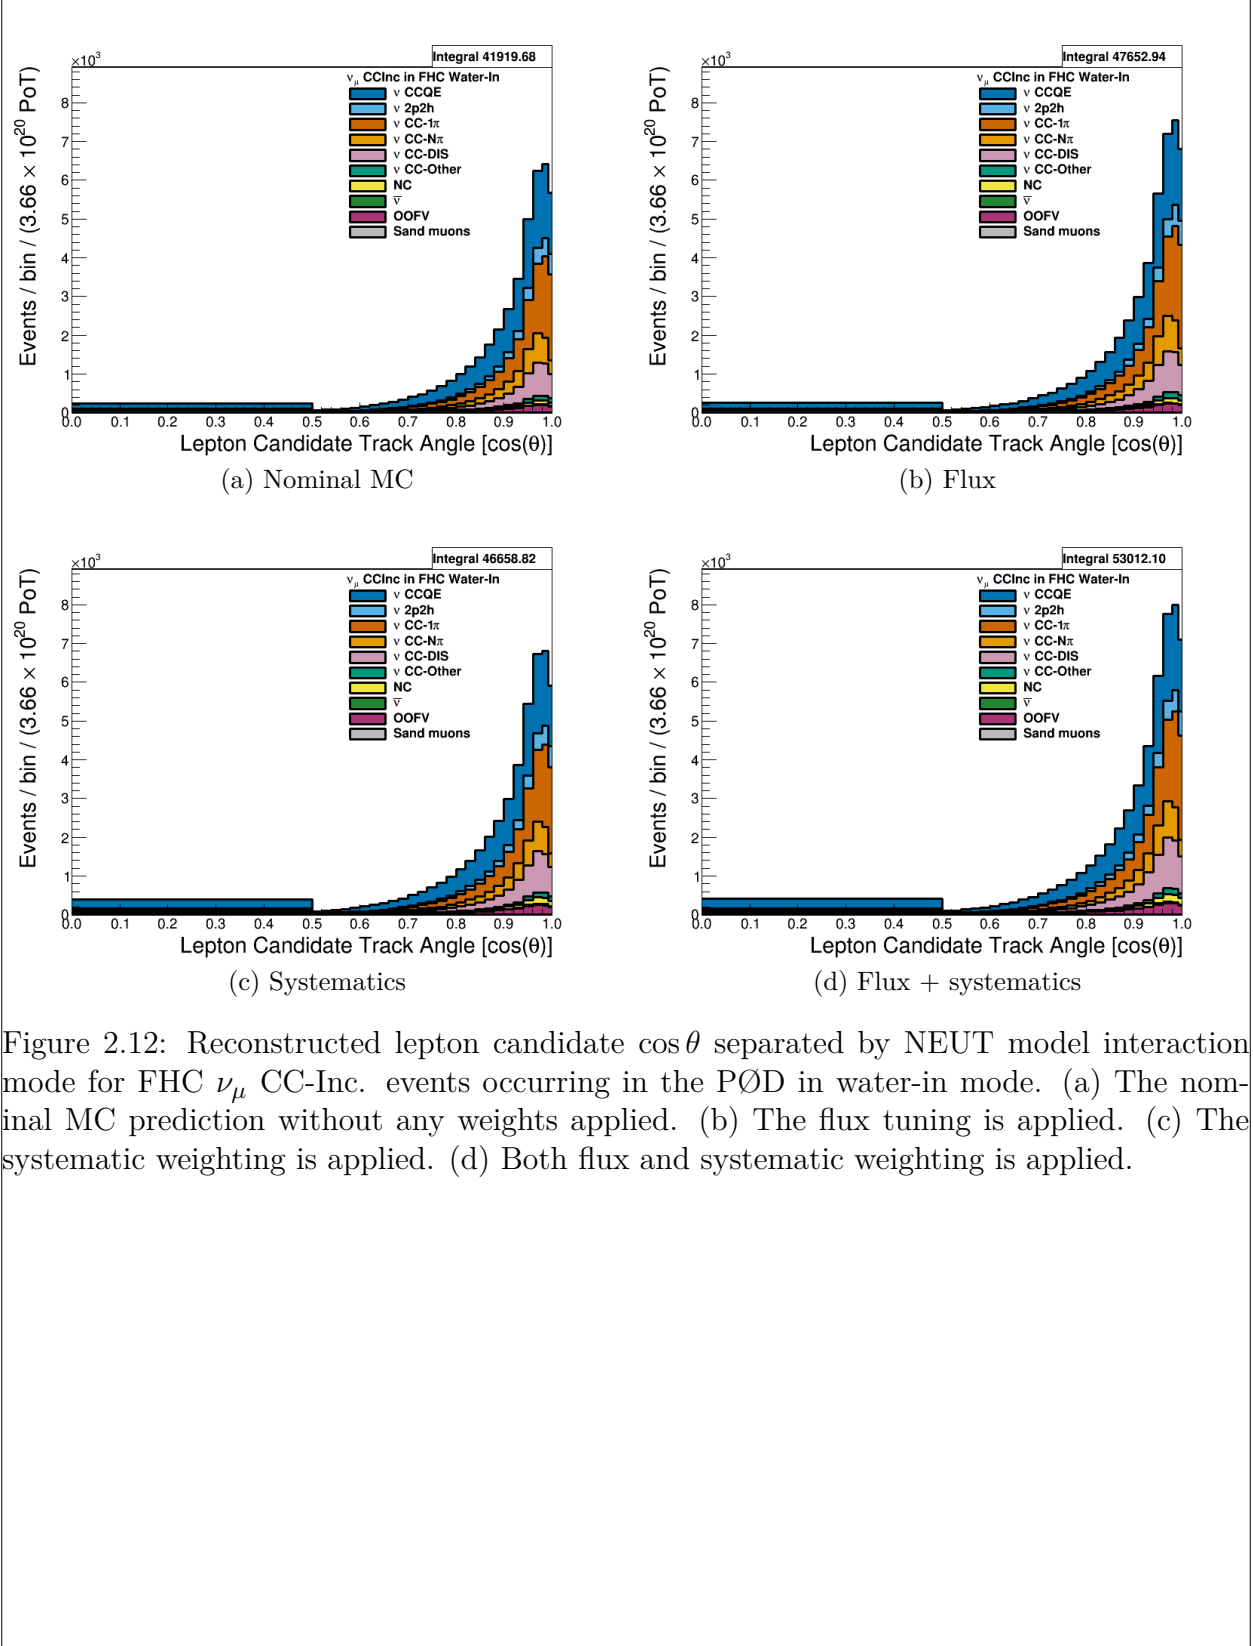 Integral 41919.68
×10³
ν_μ CCInc in FHC Water-In
ν CCQE
ν 2p2h
ν CC-1π
ν CC-Nπ
ν CC-DIS
ν CC-Other
NC
ν̅
OOFV
Sand muons
Events / bin / (3.66 × 10²⁰ PoT)
8
7
6
5
4
3
2
1
0
0.0 0.1 0.2 0.3 0.4 0.5 0.6 0.7 0.8 0.9 1.0
Lepton Candidate Track Angle [cos(θ)]
(a) Nominal MC
Integral 47652.94
×10³
ν_μ CCInc in FHC Water-In
ν CCQE
ν 2p2h
ν CC-1π
ν CC-Nπ
ν CC-DIS
ν CC-Other
NC
ν̅
OOFV
Sand muons
Events / bin / (3.66 × 10²⁰ PoT)
8
7
6
5
4
3
2
1
0
0.0 0.1 0.2 0.3 0.4 0.5 0.6 0.7 0.8 0.9 1.0
Lepton Candidate Track Angle [cos(θ)]
(b) Flux
Integral 46658.82
×10³
ν_μ CCInc in FHC Water-In
ν CCQE
ν 2p2h
ν CC-1π
ν CC-Nπ
ν CC-DIS
ν CC-Other
NC
ν̅
OOFV
Sand muons
Events / bin / (3.66 × 10²⁰ PoT)
8
7
6
5
4
3
2
1
0
0.0 0.1 0.2 0.3 0.4 0.5 0.6 0.7 0.8 0.9 1.0
Lepton Candidate Track Angle [cos(θ)]
(c) Systematics
Integral 53012.10
×10³
ν_μ CCInc in FHC Water-In
ν CCQE
ν 2p2h
ν CC-1π
ν CC-Nπ
ν CC-DIS
ν CC-Other
NC
ν̅
OOFV
Sand muons
Events / bin / (3.66 × 10²⁰ PoT)
8
7
6
5
4
3
2
1
0
0.0 0.1 0.2 0.3 0.4 0.5 0.6 0.7 0.8 0.9 1.0
Lepton Candidate Track Angle [cos(θ)]
(d) Flux + systematics
Figure 2.12: Reconstructed lepton candidate cos θ separated by NEUT model interaction
mode for FHC ν_μ CC-Inc. events occurring in the PØD in water-in mode. (a) The nom-
inal MC prediction without any weights applied. (b) The flux tuning is applied. (c) The
systematic weighting is applied. (d) Both flux and systematic weighting is applied.